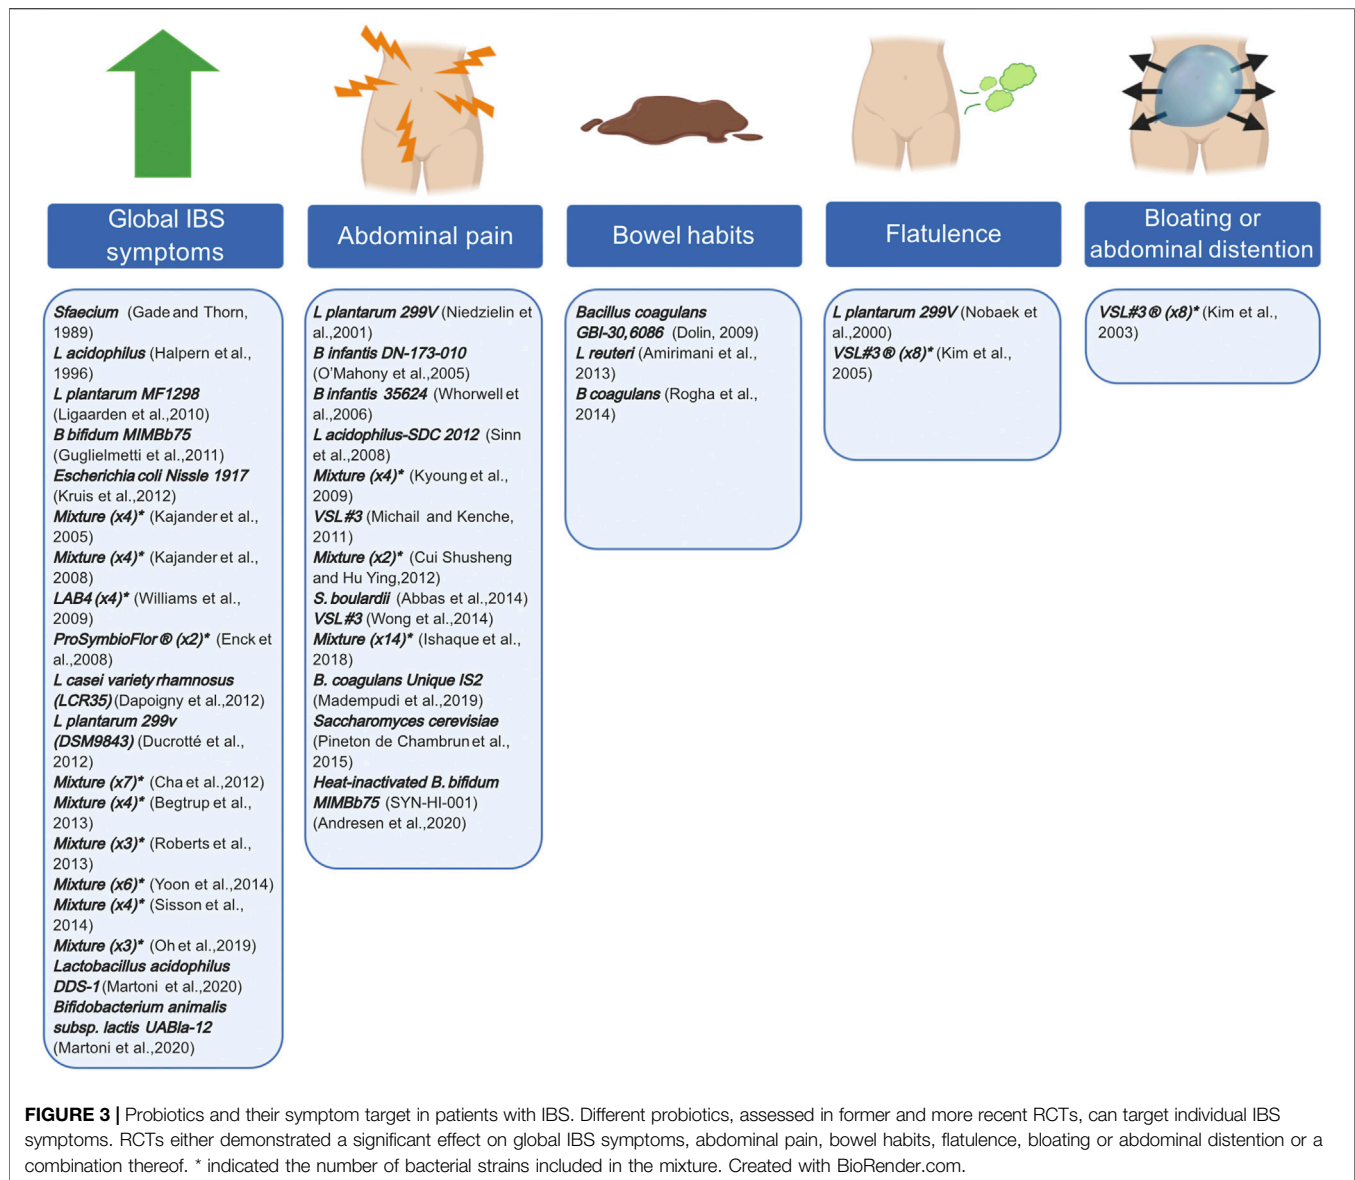 Global IBS
symptoms
Sfaecium (Gade and Thorn,
1989)
L acidophilus (Halpern et al.,
1996)
L plantarum MF1298
(Ligaarden et al.,2010)
B bifidum MIMBb75
(Guglielmetti et al.,2011)
Escherichia coli Nissle 1917
(Kruis et al.,2012)
Mixture (x4)* (Kajander et al.,
2005)
Mixture (x4)* (Kajander et al.,
2008)
LAB4 (x4)* (Williams et al.,
2009)
ProSymbioFlor® (x2)* (Enck et
al.,2008)
L casei variety rhamnosus
(LCR35) (Dapoigny et al.,2012)
L plantarum 299v
(DSM9843) (Ducrotté et al.,
2012)
Mixture (x7)* (Cha et al.,2012)
Mixture (x4)* (Begtrup et al.,
2013)
Mixture (x3)* (Roberts et al.,
2013)
Mixture (x6)* (Yoon et al.,2014)
Mixture (x4)* (Sisson et al.,
2014)
Mixture (x3)* (Oh et al.,2019)
Lactobacillus acidophilus
DDS-1 (Martoni et al.,2020)
Bifidobacterium animalis
subsp. lactis UABla-12
(Martoni et al.,2020)
Abdominal pain
L plantarum 299V (Niedzielin et
al.,2001)
B infantis DN-173-010
(O'Mahony et al.,2005)
B infantis 35624 (Whorwell et
al.,2006)
L acidophilus-SDC 2012 (Sinn
et al.,2008)
Mixture (x4)* (Kyoung et al.,
2009)
VSL#3 (Michail and Kenche,
2011)
Mixture (x2)* (Cui Shusheng
and Hu Ying,2012)
S. boulardii (Abbas et al.,2014)
VSL#3 (Wong et al.,2014)
Mixture (x14)* (Ishaque et al.,
2018)
B. coagulans Unique IS2
(Madempudi et al.,2019)
Saccharomyces cerevisiae
(Pineton de Chambrun et al.,
2015)
Heat-inactivated B. bifidum
MIMBb75 (SYN-HI-001)
(Andresen et al.,2020)
Bowel habits
Bacillus coagulans
GBI-30,6086 (Dolin, 2009)
L reuteri (Amirimani et al.,
2013)
B coagulans (Rogha et al.,
2014)
Flatulence
L plantarum 299V (Nobaek et
al.,2000)
VSL#3® (x8)* (Kim et al.,
2005)
Bloating or
abdominal distention
VSL#3® (x8)* (Kim et al.,
2003)
FIGURE 3 | Probiotics and their symptom target in patients with IBS. Different probiotics, assessed in former and more recent RCTs, can target individual IBS
symptoms. RCTs either demonstrated a significant effect on global IBS symptoms, abdominal pain, bowel habits, flatulence, bloating or abdominal distention or a
combination thereof. * indicated the number of bacterial strains included in the mixture. Created with BioRender.com.